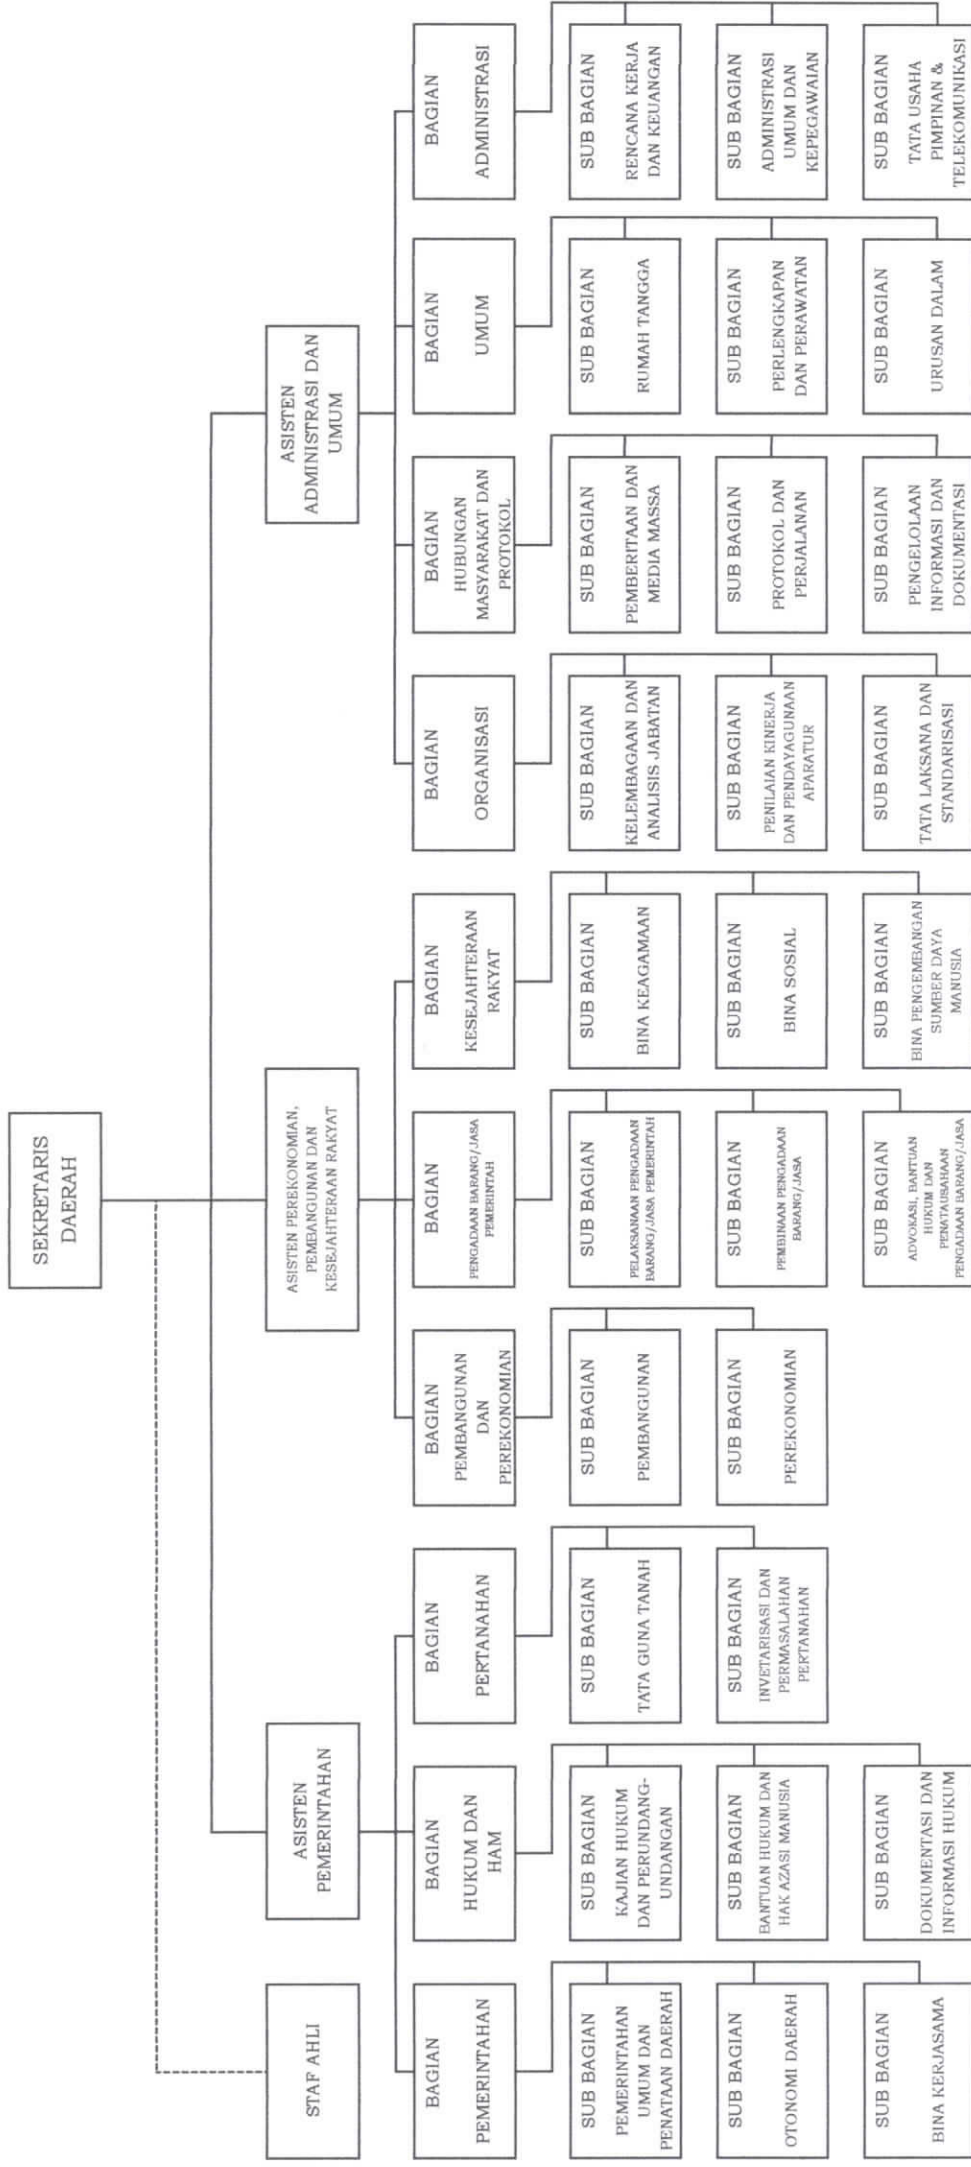 SEKRETARIS
DAERAH
STAF AHLI
ASISTEN
PEMERINTAHAN
ASISTEN PEREKONOMIAN,
PEMBANGUNAN DAN
KESEJAHTERAAN RAKYAT
ASISTEN
ADMINISTRASI DAN
UMUM
BAGIAN
PEMERINTAHAN
BAGIAN
HUKUM DAN
HAM
BAGIAN
PERTANAHAN
BAGIAN
PEMBANGUNAN
DAN
PEREKONOMIAN
BAGIAN
PENGADAAN BARANG/JASA
PEMERINTAH
BAGIAN
KESEJAHTERAAN
RAKYAT
BAGIAN
ORGANISASI
BAGIAN
HUBUNGAN
MASYARAKAT DAN
PROTOKOL
BAGIAN
UMUM
BAGIAN
ADMINISTRASI
SUB BAGIAN
PEMERINTAHAN
UMUM DAN
PENATAAN DAERAH
SUB BAGIAN
KAJIAN HUKUM
DAN PERUNDANG-
UNDANGAN
SUB BAGIAN
TATA GUNA TANAH
SUB BAGIAN
PEMBANGUNAN
SUB BAGIAN
PELAKSANAAN PENGADAAN
BARANG/JASA PEMERINTAH
SUB BAGIAN
BINA KEAGAMAAN
SUB BAGIAN
KELEMBAGAAN DAN
ANALISIS JABATAN
SUB BAGIAN
PEMBERITAAN DAN
MEDIA MASSA
SUB BAGIAN
RUMAH TANGGA
SUB BAGIAN
RENCANA KERJA
DAN KEUANGAN
SUB BAGIAN
OTONOMI DAERAH
SUB BAGIAN
BANTUAN HUKUM DAN
HAK AZASI MANUSIA
SUB BAGIAN
INVETARISASI DAN
PERMASALAHAN
PERTANAHAN
SUB BAGIAN
PEREKONOMIAN
SUB BAGIAN
PEMBINAAN PENGADAAN
BARANG/JASA
SUB BAGIAN
BINA SOSIAL
SUB BAGIAN
PENILAIAN KINERJA
DAN PENDAYAGUNAAN
APARATUR
SUB BAGIAN
PROTOKOL DAN
PERJALANAN
SUB BAGIAN
PERLENGKAPAN
DAN PERAWATAN
SUB BAGIAN
ADMINISTRASI
UMUM DAN
KEPEGAWAIAN
SUB BAGIAN
BINA KERJASAMA
SUB BAGIAN
DOKUMENTASI DAN
INFORMASI HUKUM
SUB BAGIAN
ADVOKASI, BANTUAN
HUKUM DAN
PENATAUSAHAAN
PENGADAAN BARANG/JASA
SUB BAGIAN
BINA PENGEMBANGAN
SUMBER DAYA
MANUSIA
SUB BAGIAN
TATA LAKSANA DAN
STANDARISASI
SUB BAGIAN
PENGELOLAAN
INFORMASI DAN
DOKUMENTASI
SUB BAGIAN
URUSAN DALAM
SUB BAGIAN
TATA USAHA
PIMPINAN &
TELEKOMUNIKASI